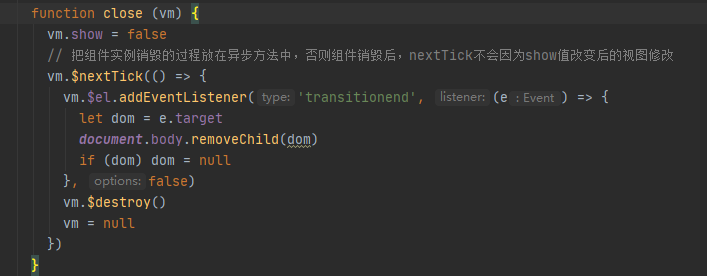 function close (vm) {
vm.show = false
// 把组件实例销毁的过程放在异步方法中，否则组件销毁后，nextTick不会因为show值改变后的视图修改
vm.$nextTick(() => {
vm.$el.addEventListener( type: 'transitionend', listener: (e : Event ) => {
let dom = e.target
document.body.removeChild(dom)
if (dom) dom = null
}, options: false)
vm.$destroy()
vm = null
})
}